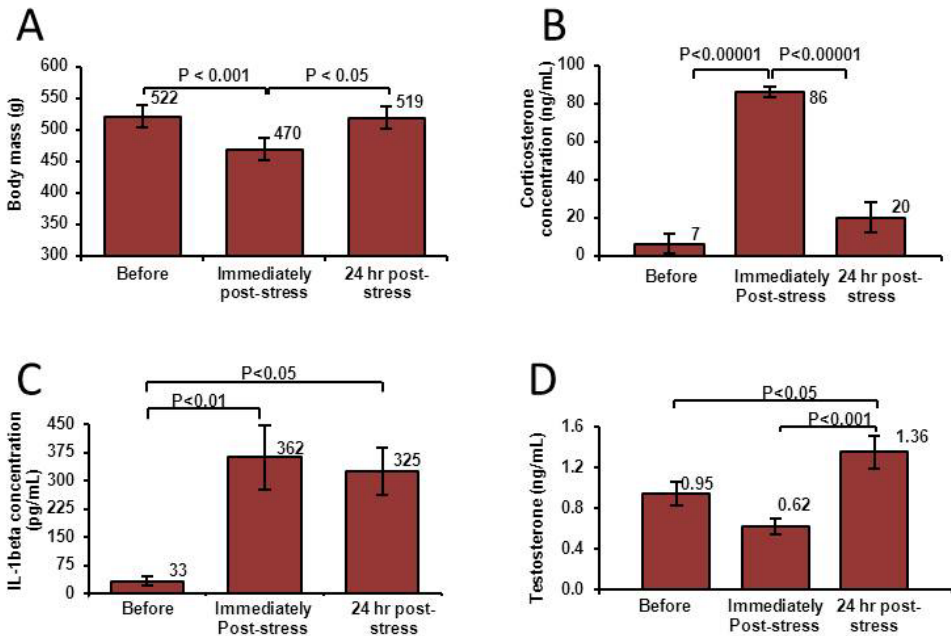 A
Body mass (g)
600
550
500
450
400
350
300
P < 0.001
P < 0.05
522
470
519
Before
Immediately
post-stress
24 hr post-
stress
B
Corticosterone
concentration (ng/mL)
100
80
60
40
20
0
P<0.00001
P<0.00001
7
86
20
Before
Immediately
Post-stress
24 hr post-
stress
C
IL-1beta concentration
(pg/mL)
450
375
300
225
150
75
0
P<0.05
P<0.01
33
362
325
Before
Immediately
Post-stress
24 hr post-
stress
D
Testosterone (ng/mL)
1.6
1.2
0.8
0.4
0.0
P<0.05
P<0.001
0.95
0.62
1.36
Before
Immediately
Post-stress
24 hr post-
stress